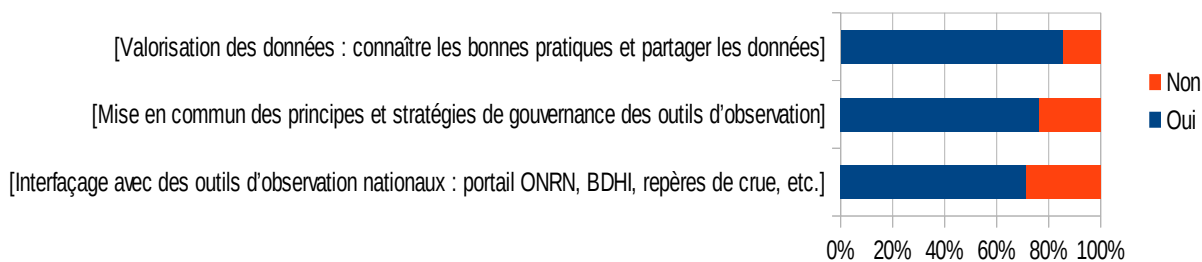 [Valorisation des données : connaître les bonnes pratiques et partager les données]
[Mise en commun des principes et stratégies de gouvernance des outils d’observation]
[Interfaçage avec des outils d’observation nationaux : portail ONRN, BDHI, repères de crue, etc.]
0% 20% 40% 60% 80% 100%
Non
Oui